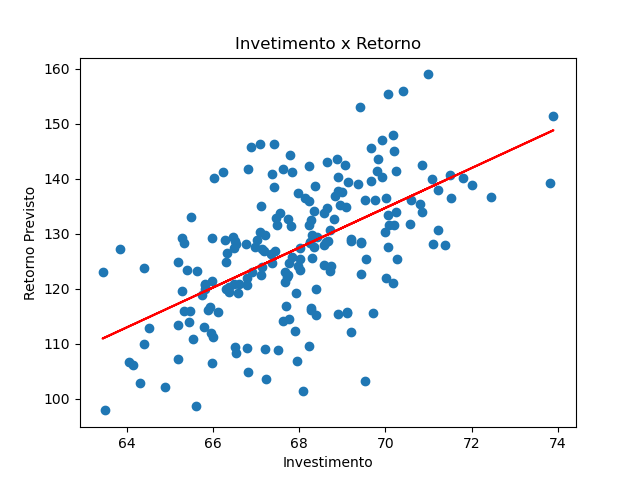 Invetimento x Retorno
160
150
140
130
120
110
100
Retorno Previsto
64 66 68 70 72 74
Investimento